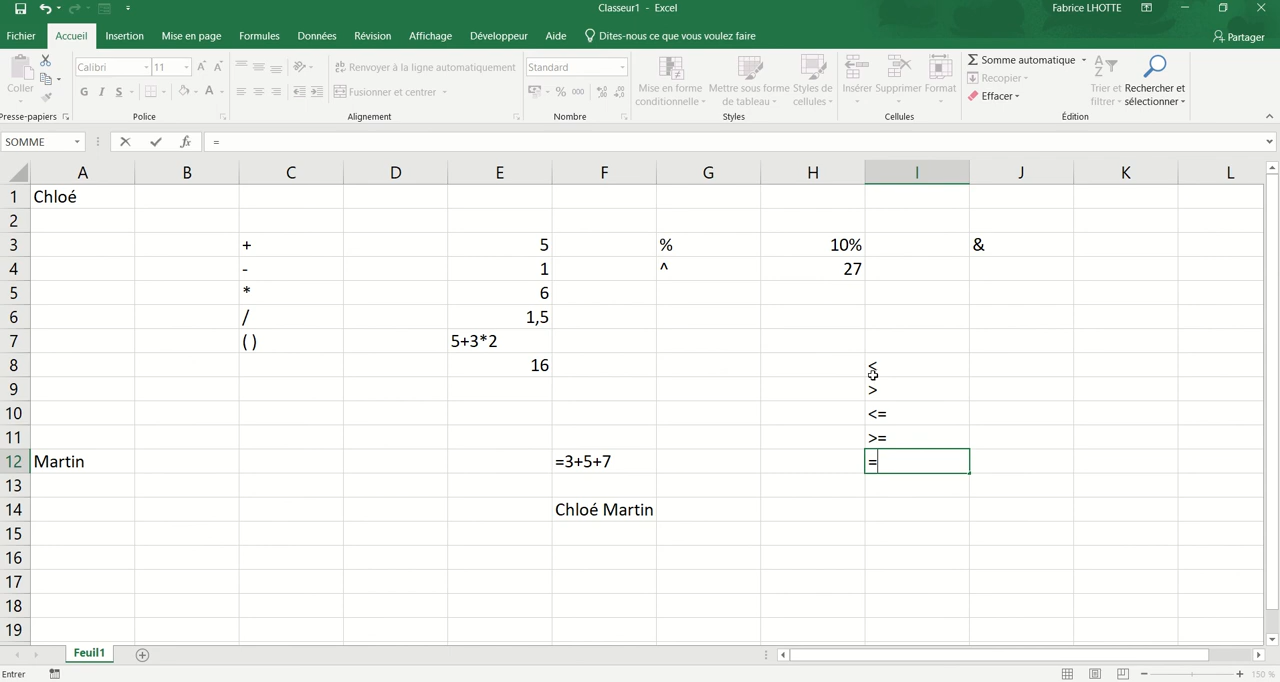 Classeur1 - Excel
Fabrice LHOTTE
Fichier Accueil Insertion Mise en page Formules Données Révision Affichage Aide Développeur Dites-nous ce que vous voulez faire Partager
Coller
Calibri 11
Renvoyer à la ligne automatiquement
Standard
Mise en forme conditionnelle
Mettre sous forme de tableau
Styles de cellules
Insérer Supprimer Format
Somme automatique
Recopier
Effacer
Trier et filtrer
Rechercher et sélectionner
G I S
Fusionner et centrer
% 000
Presse-papiers Police Alignement Nombre Styles Cellules Édition
SOMME fx =
A B C D E F G H I J K L
1 Chloé
2
3 + 5 % 10% &
4 - 1 ^ 27
5 * 6
6 / 1,5
7 ( ) 5+3*2
8 16 <
9 >
10 <=
11 >=
12 Martin =3+5+7 =
13
14 Chloé Martin
15
16
17
18
19
Feuil1
Entrer 150 %